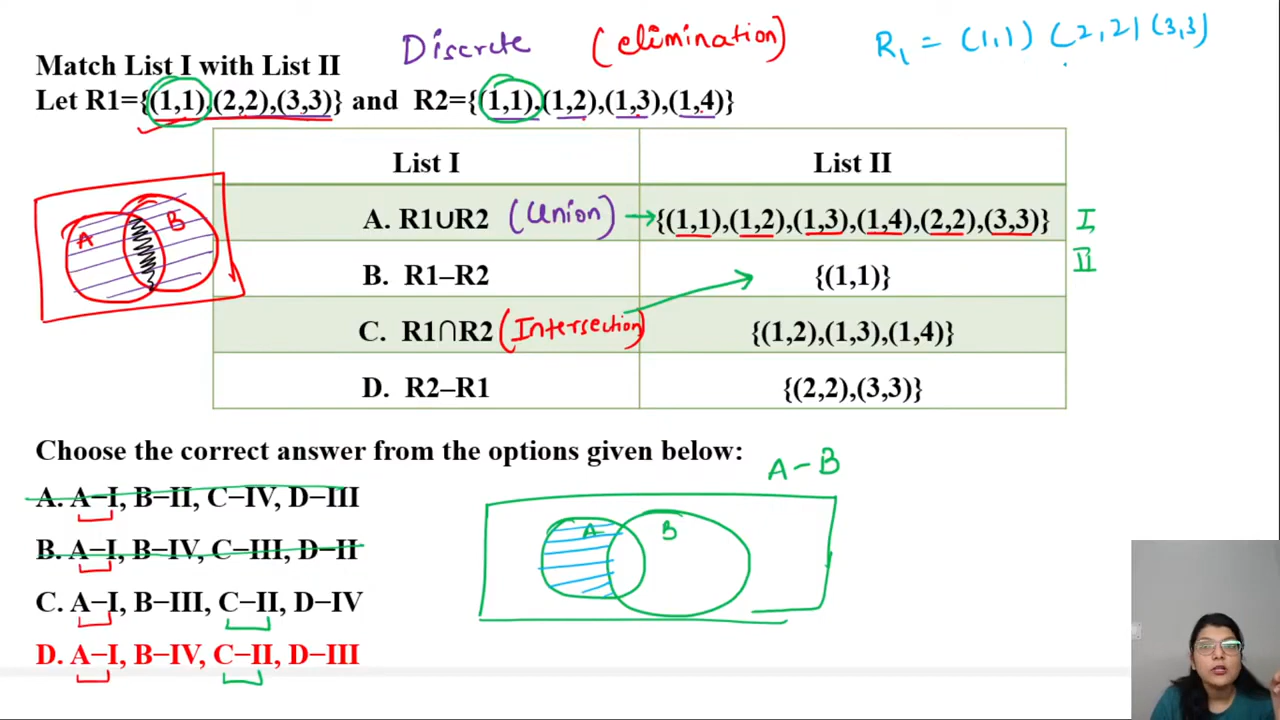 Discrete (elimination) R1 = (1,1) (2,2) (3,3)
Match List I with List II
Let R1={(1,1),(2,2),(3,3)} and R2={(1,1),(1,2),(1,3),(1,4)}
List I List II
A. R1∪R2 (Union) → {(1,1),(1,2),(1,3),(1,4),(2,2),(3,3)} I
B. R1–R2 {(1,1)} II
C. R1∩R2 (Intersection) {(1,2),(1,3),(1,4)}
D. R2–R1 {(2,2),(3,3)}
A B
Choose the correct answer from the options given below:
A – B
A. A–I, B–II, C–IV, D–III
B. A–I, B–IV, C–III, D–II
C. A–I, B–III, C–II, D–IV
D. A–I, B–IV, C–II, D–III
A B